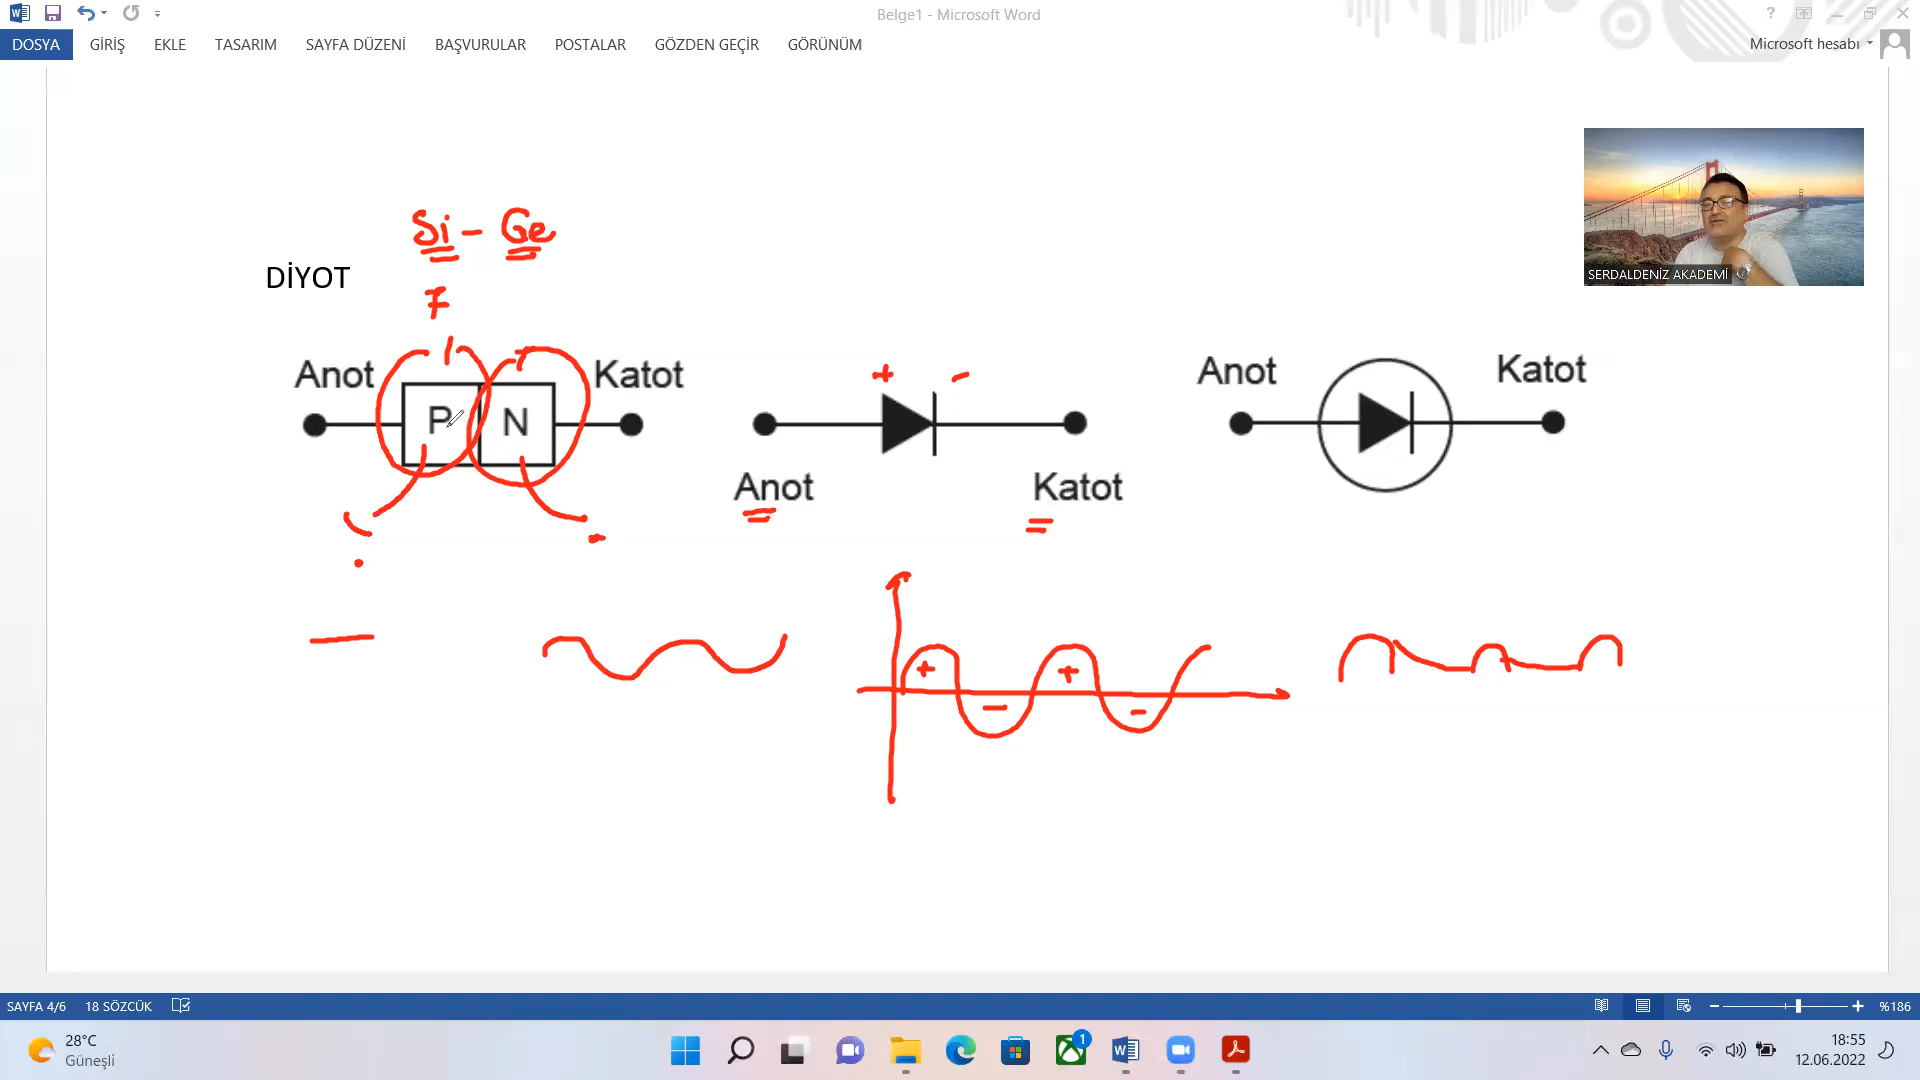 Belge1 - Microsoft Word
DOSYA GİRİŞ EKLE TASARIM SAYFA DÜZENİ BAŞVURULAR POSTALAR GÖZDEN GEÇİR GÖRÜNÜM
Microsoft hesabı
SERDALDENİZ AKADEMİ
Si - Ge
DİYOT
7
Anot Katot
P N
+ -
Anot Katot
Anot Katot
+ +
- -
SAYFA 4/6 18 SÖZCÜK
%186
28°C
Güneşli
1
18:55
12.06.2022